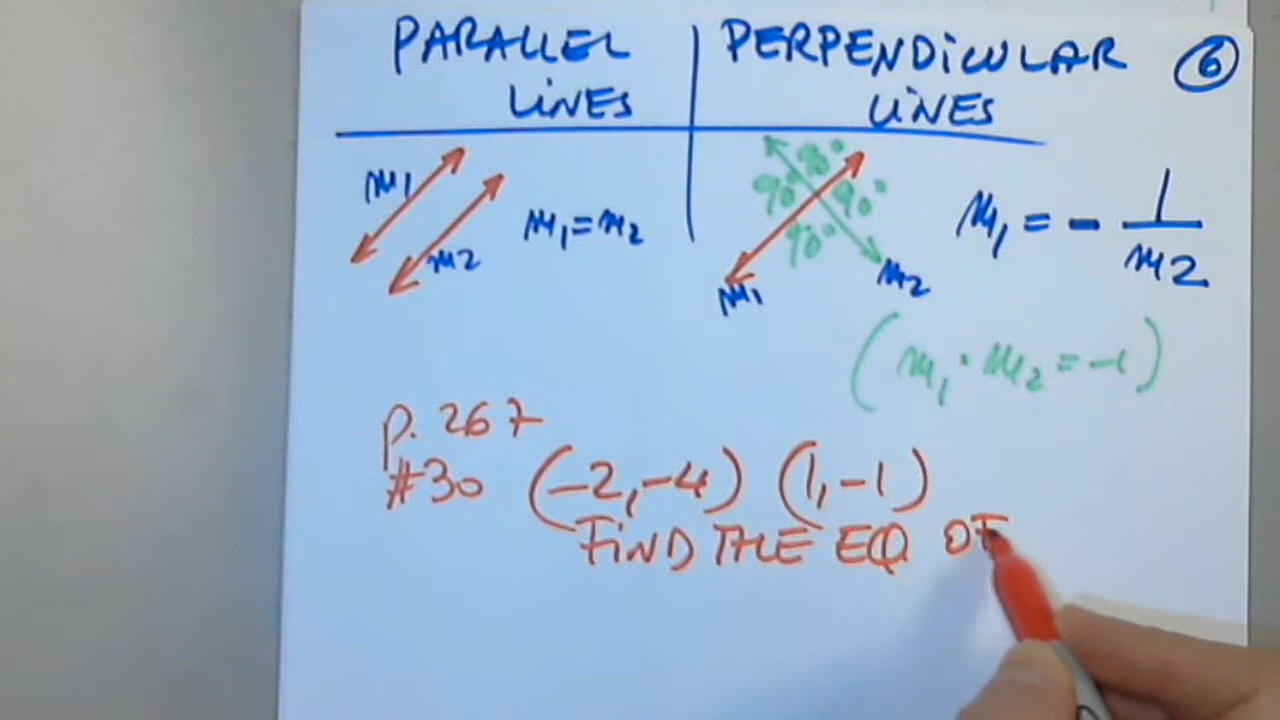 PARALLEL LINES
PERPENDICULAR LINES
6
m1
m2
m1 = m2
90°
90°
90°
90°
m1
m2
m1 = - 1/m2
(m1 · m2 = -1)
p. 267
#30 (-2, -4) (1, -1)
FIND THE EQ OF